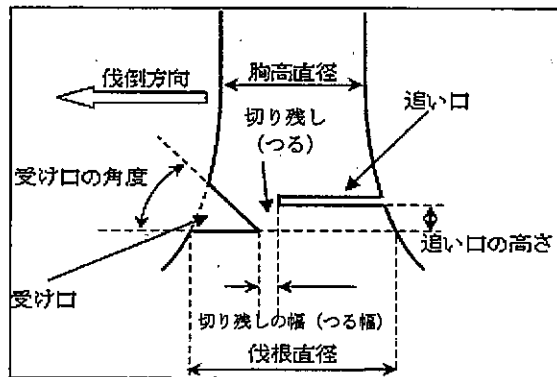 伐倒方向
胸高直径
追い口
切り残し
(つる)
受け口の角度
追い口の高さ
受け口
切り残しの幅(つる幅)
伐根直径